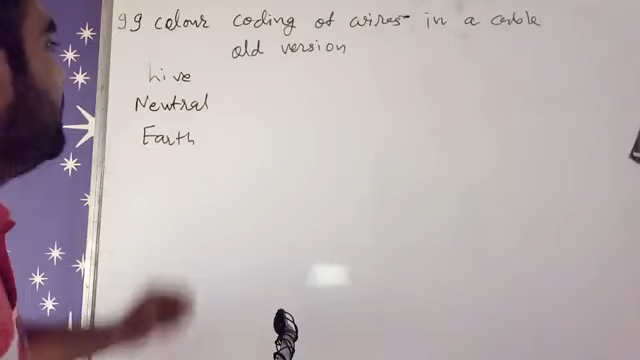 99 colour coding of wires in a cable
old version
Live
Neutral
Earth